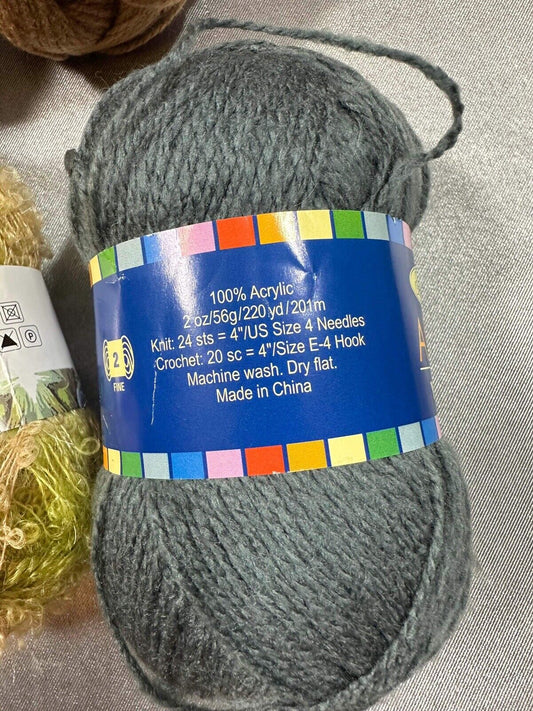 100% Acrylic
2 oz/56g/220 yd/201m
Knit: 24 sts = 4"/US Size 4 Needles
Crochet: 20 sc = 4"/Size E-4 Hook
Machine wash. Dry flat.
Made in China
2
FINE
P
A